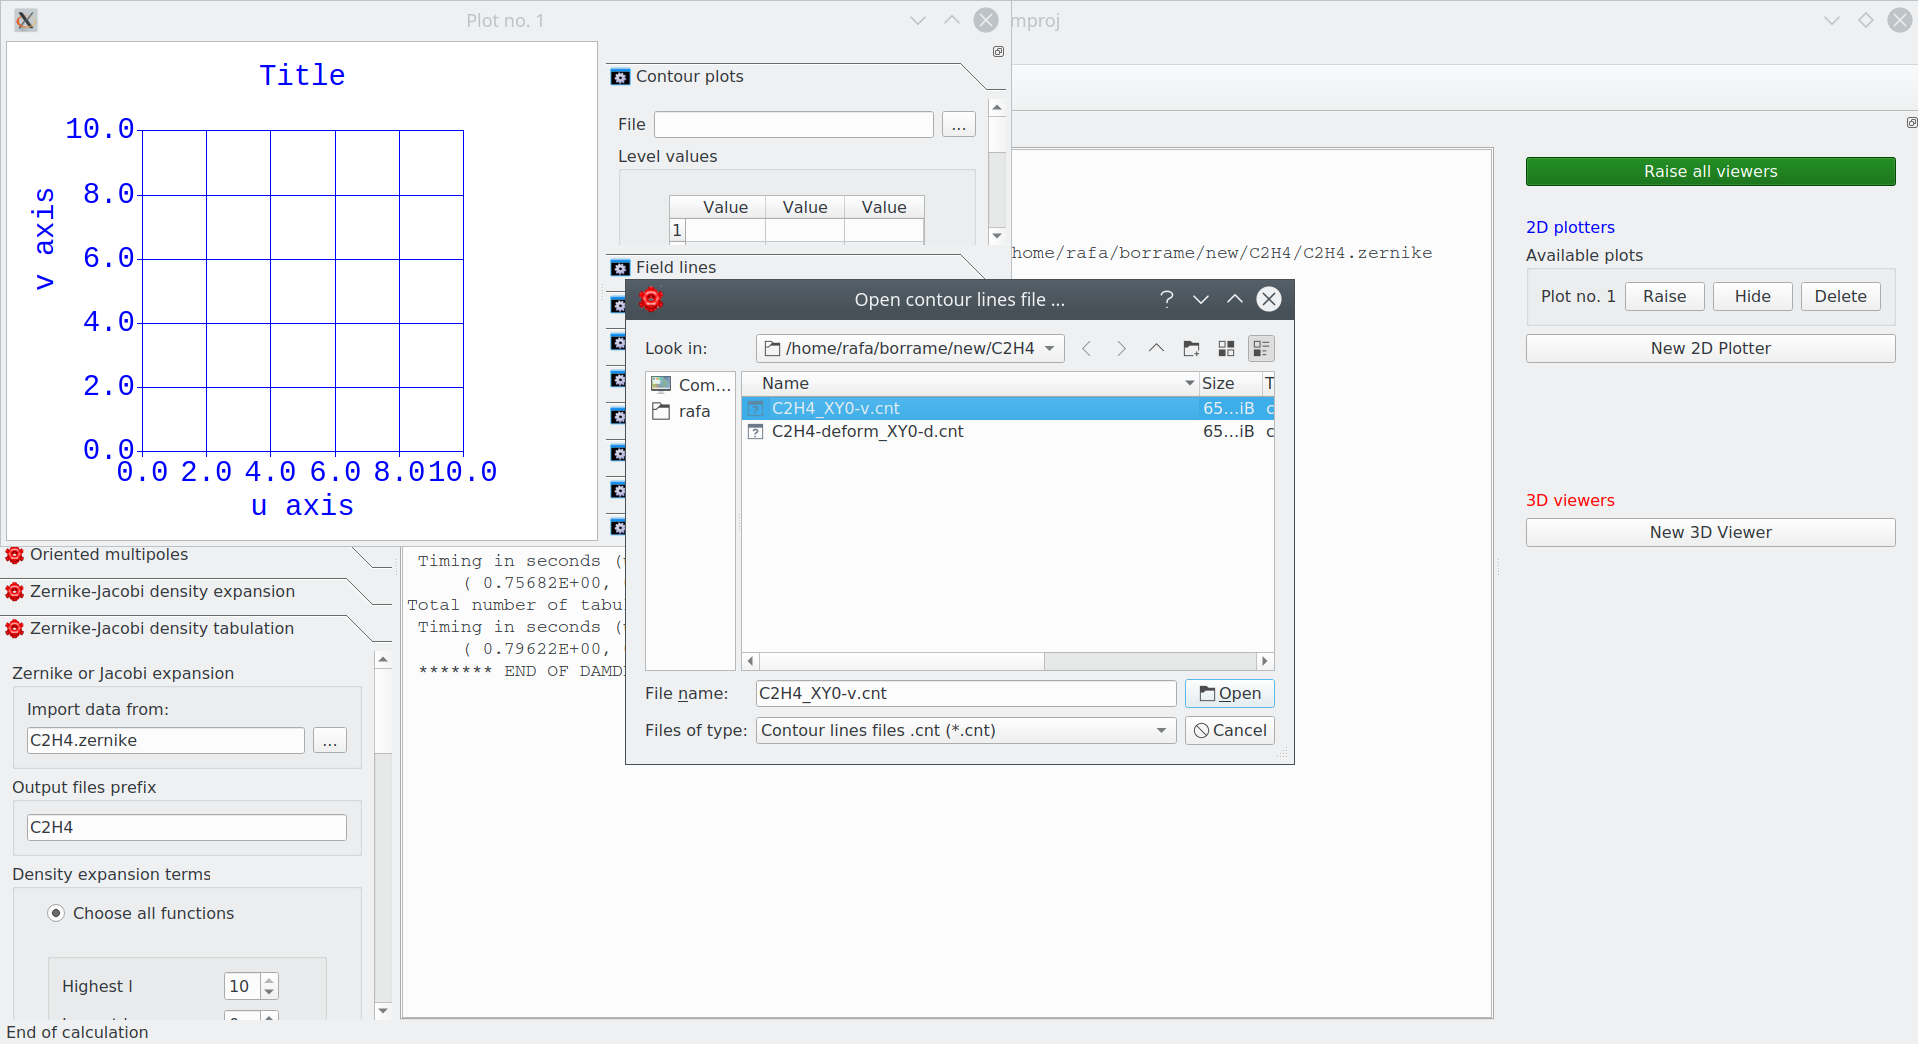 Plot no. 1
mproj
Title
10.0
8.0
6.0
4.0
2.0
0.0
v axis
0.0 2.0 4.0 6.0 8.0 10.0
u axis
Contour plots
File
...
Level values
Value Value Value
1
Field lines
home/rafa/borrame/new/C2H4/C2H4.zernike
Raise all viewers
2D plotters
Available plots
Plot no. 1 Raise Hide Delete
New 2D Plotter
3D viewers
New 3D Viewer
Open contour lines file ...
Look in: /home/rafa/borrame/new/C2H4
Com...
rafa
Name Size T
C2H4_XY0-v.cnt 65...iB c
C2H4-deform_XY0-d.cnt 65...iB c
File name: C2H4_XY0-v.cnt Open
Files of type: Contour lines files .cnt (*.cnt) Cancel
Oriented multipoles
Zernike-Jacobi density expansion
Zernike-Jacobi density tabulation
Zernike or Jacobi expansion
Import data from:
C2H4.zernike ...
Output files prefix
C2H4
Density expansion terms
Choose all functions
Highest l 10
Timing in seconds (
( 0.75682E+00,
Total number of tabu
Timing in seconds (
( 0.79622E+00,
******* END OF DAMD
End of calculation